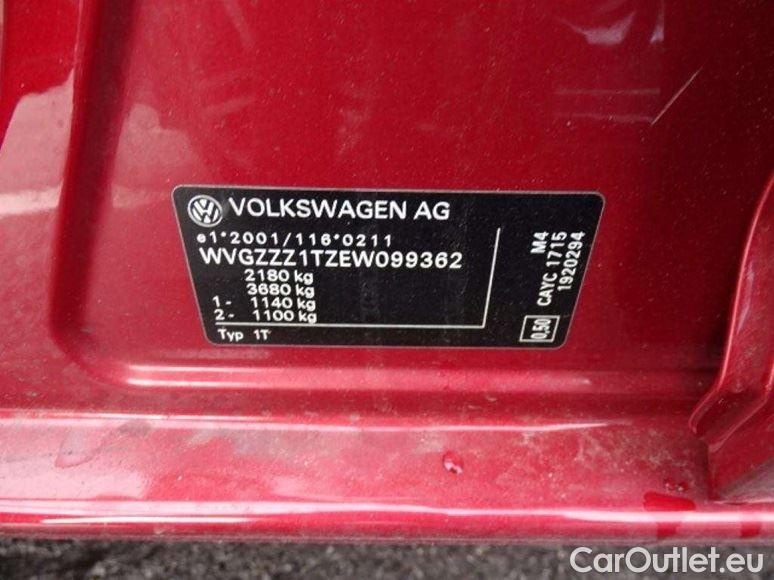 VOLKSWAGEN AG
e1*2001/116*0211
WVGZZZ1TZEW099362
2180 kg
3680 kg
1- 1140 kg
2- 1100 kg
Typ 1T
M4
CAYC 1715
1920294
0,50
CarOutlet.eu